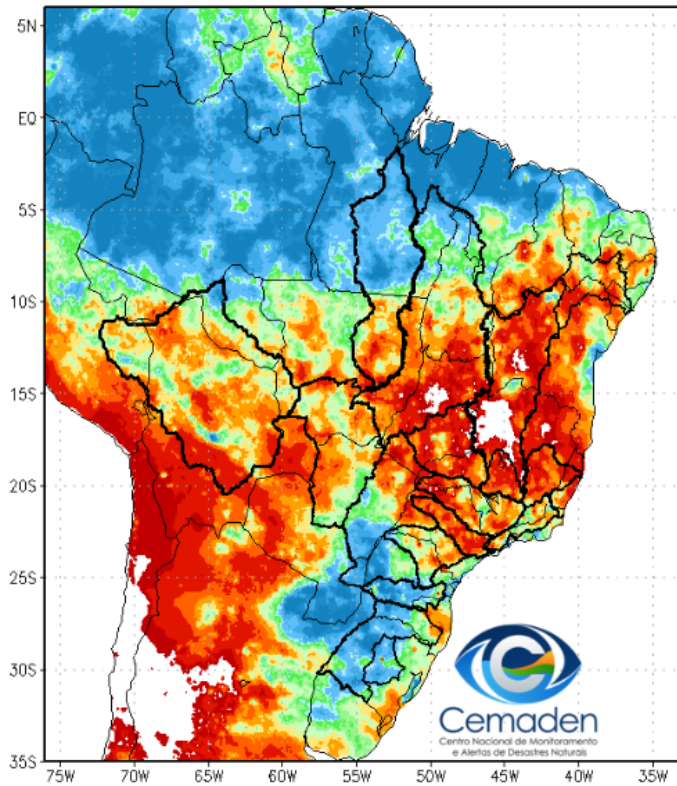 5N
EQ
5S
10S
15S
20S
25S
30S
35S
Cemaden
Centro Nacional de Monitoramento
e Alertas de Desastres Naturais
75W 70W 65W 60W 55W 50W 45W 40W 35W